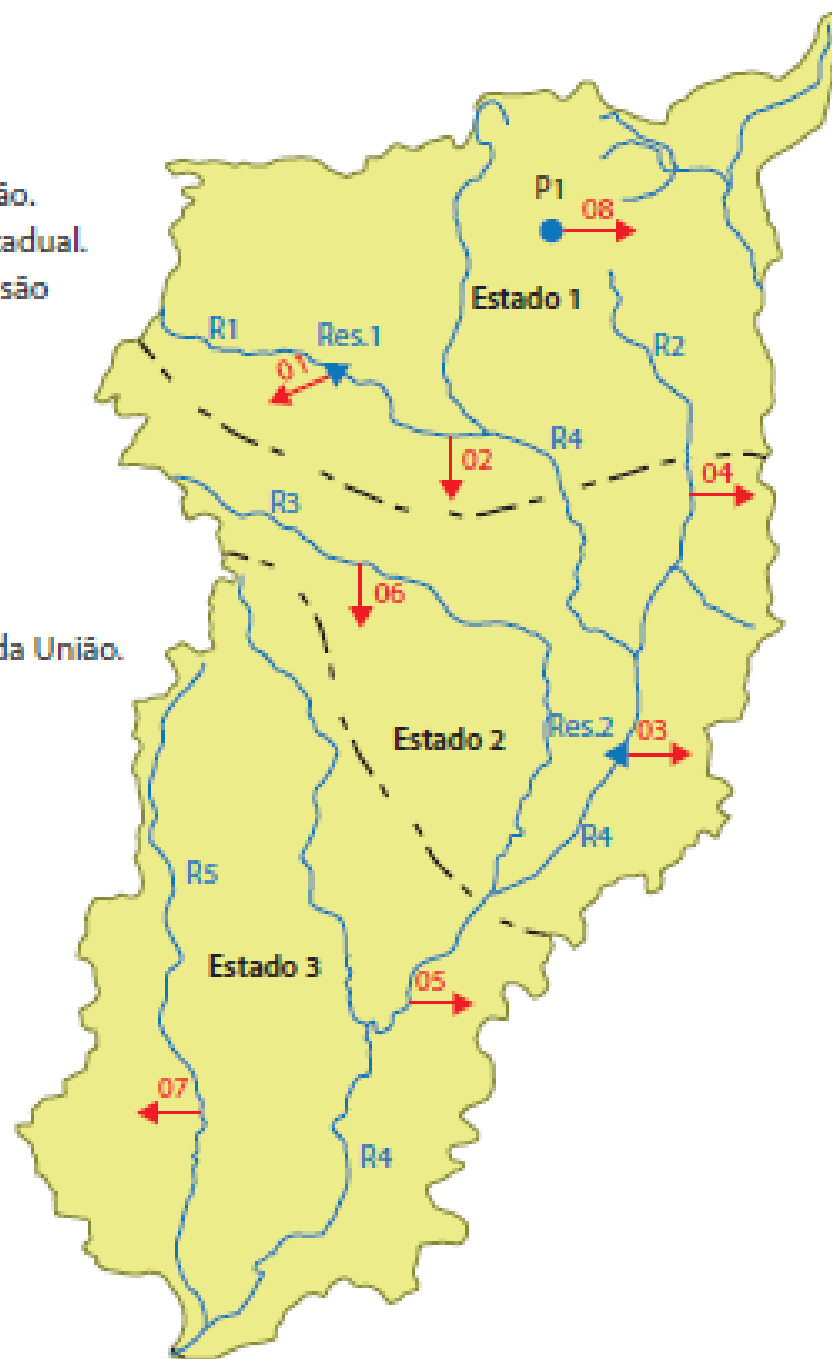 ão.
P1
08
tadual.
são
Estado 1
R1
Res.1
R2
01
R4
02
04
R3
06
da União.
Res.2
03
Estado 2
R4
R5
Estado 3
05
07
R4